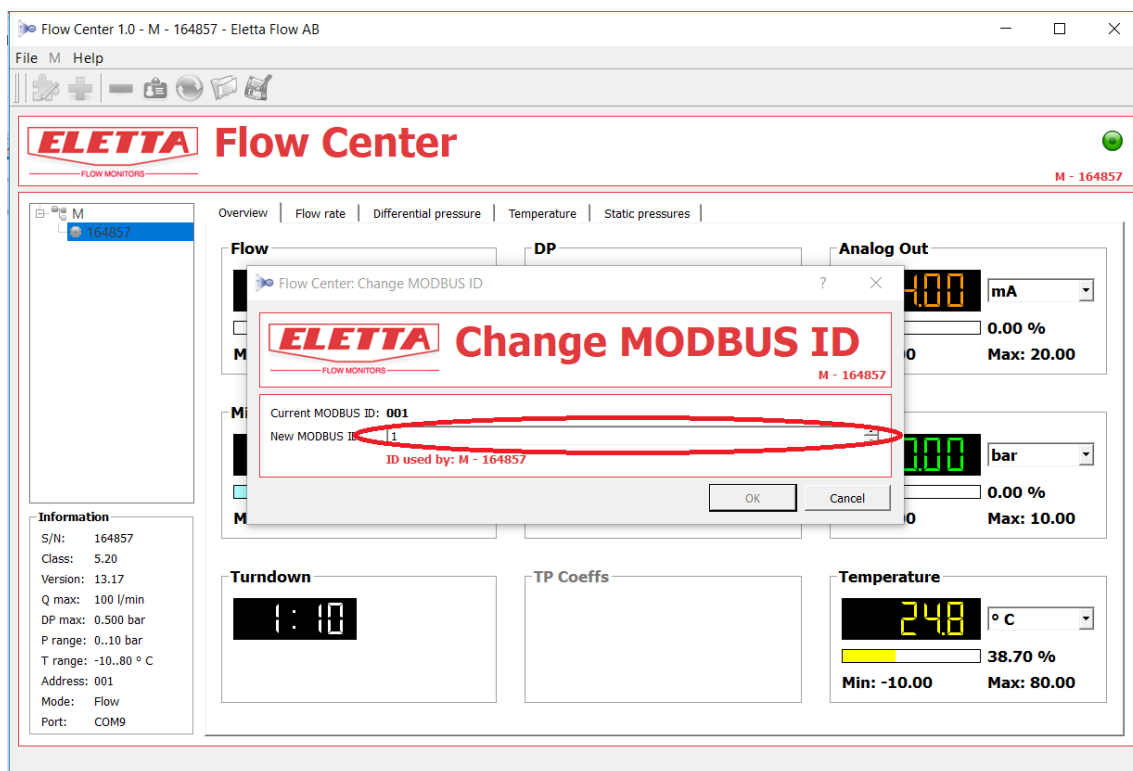 Flow Center 1.0 - M - 164857 - Eletta Flow AB
File M Help
ELETTA
FLOW MONITORS
Flow Center
M - 164857
M
164857
Overview Flow rate Differential pressure Temperature Static pressures
Flow
DP
Analog Out
mA
0.00 %
Max: 20.00
Flow Center: Change MODBUS ID ?
ELETTA
FLOW MONITORS
Change MODBUS ID
M - 164857
Current MODBUS ID: 001
New MODBUS ID
1
ID used by: M - 164857
OK Cancel
bar
0.00 %
Max: 10.00
Information
S/N: 164857
Class: 5.20
Version: 13.17
Q max: 100 l/min
DP max: 0.500 bar
P range: 0..10 bar
T range: -10..80 ° C
Address: 001
Mode: Flow
Port: COM9
Turndown
1:10
TP Coeffs
Temperature
24.8
° C
38.70 %
Min: -10.00 Max: 80.00